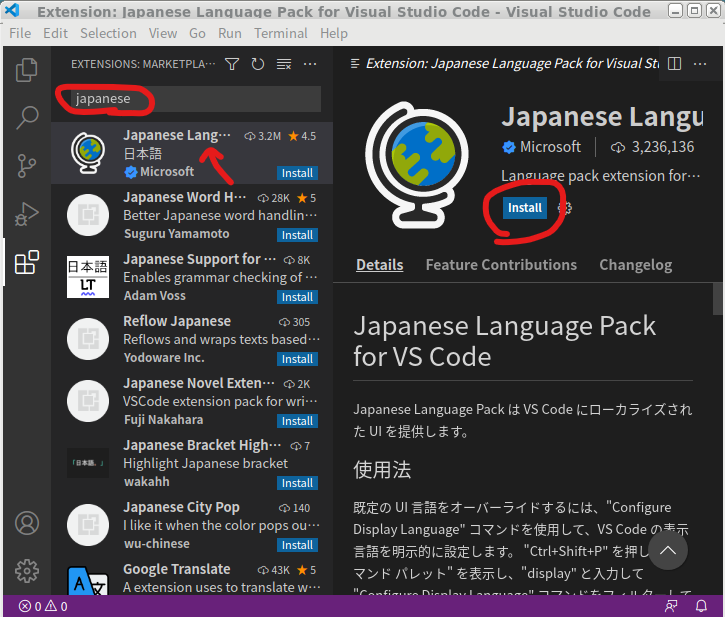 Extension: Japanese Language Pack for Visual Studio Code - Visual Studio Code
File Edit Selection View Go Run Terminal Help
EXTENSIONS: MARKETPLA…
Extension: Japanese Language Pack for Visual Stu
japanese
Japanese Lang… 3.2M 4.5
日本語
Microsoft Install
Japanese Word H… 28K 5
Better Japanese word handlin…
Suguru Yamamoto Install
日本語
LT
Japanese Support for … 8K
Enables grammar checking of …
Adam Voss Install
Reflow Japanese 305
Reflows and wraps texts based…
Yodoware Inc. Install
Japanese Novel Exten… 2K
VSCode extension pack for wri…
Fuji Nakahara Install
「日本語。」
Japanese Bracket High… 7
Highlight Japanese bracket
wakahh Install
Japanese City Pop 140
I like it when the color pops ou…
wu-chinese Install
Google Translate 43K 5
A extension uses to translate w…
Japanese Langu
Microsoft 3,236,136
Language pack extension for…
Install
Details Feature Contributions Changelog
Japanese Language Pack
for VS Code
Japanese Language Pack は VS Code にローカライズされ
た UI を提供します。
使用法
既定の UI 言語をオーバーライドするには、"Configure
Display Language" コマンドを使用して、VS Code の表示
言語を明示的に設定します。 "Ctrl+Shift+P" を押し
マンド パレット" を表示し、"display" と入力して
"Configure Display Language" コマンドをフィルターして
0 0